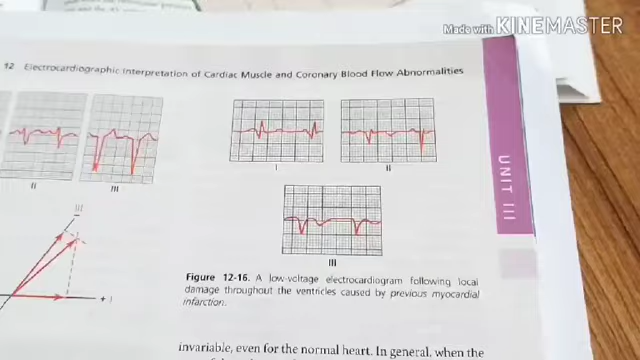 Made with KINEMASTER
12 Electrocardiographic Interpretation of Cardiac Muscle and Coronary Blood Flow Abnormalities
UNIT III
II
III
I
II
III
III
I
Figure 12-16. A low-voltage electrocardiogram following local
damage throughout the ventricles caused by previous myocardial
infarction.
invariable, even for the normal heart. In general, when the